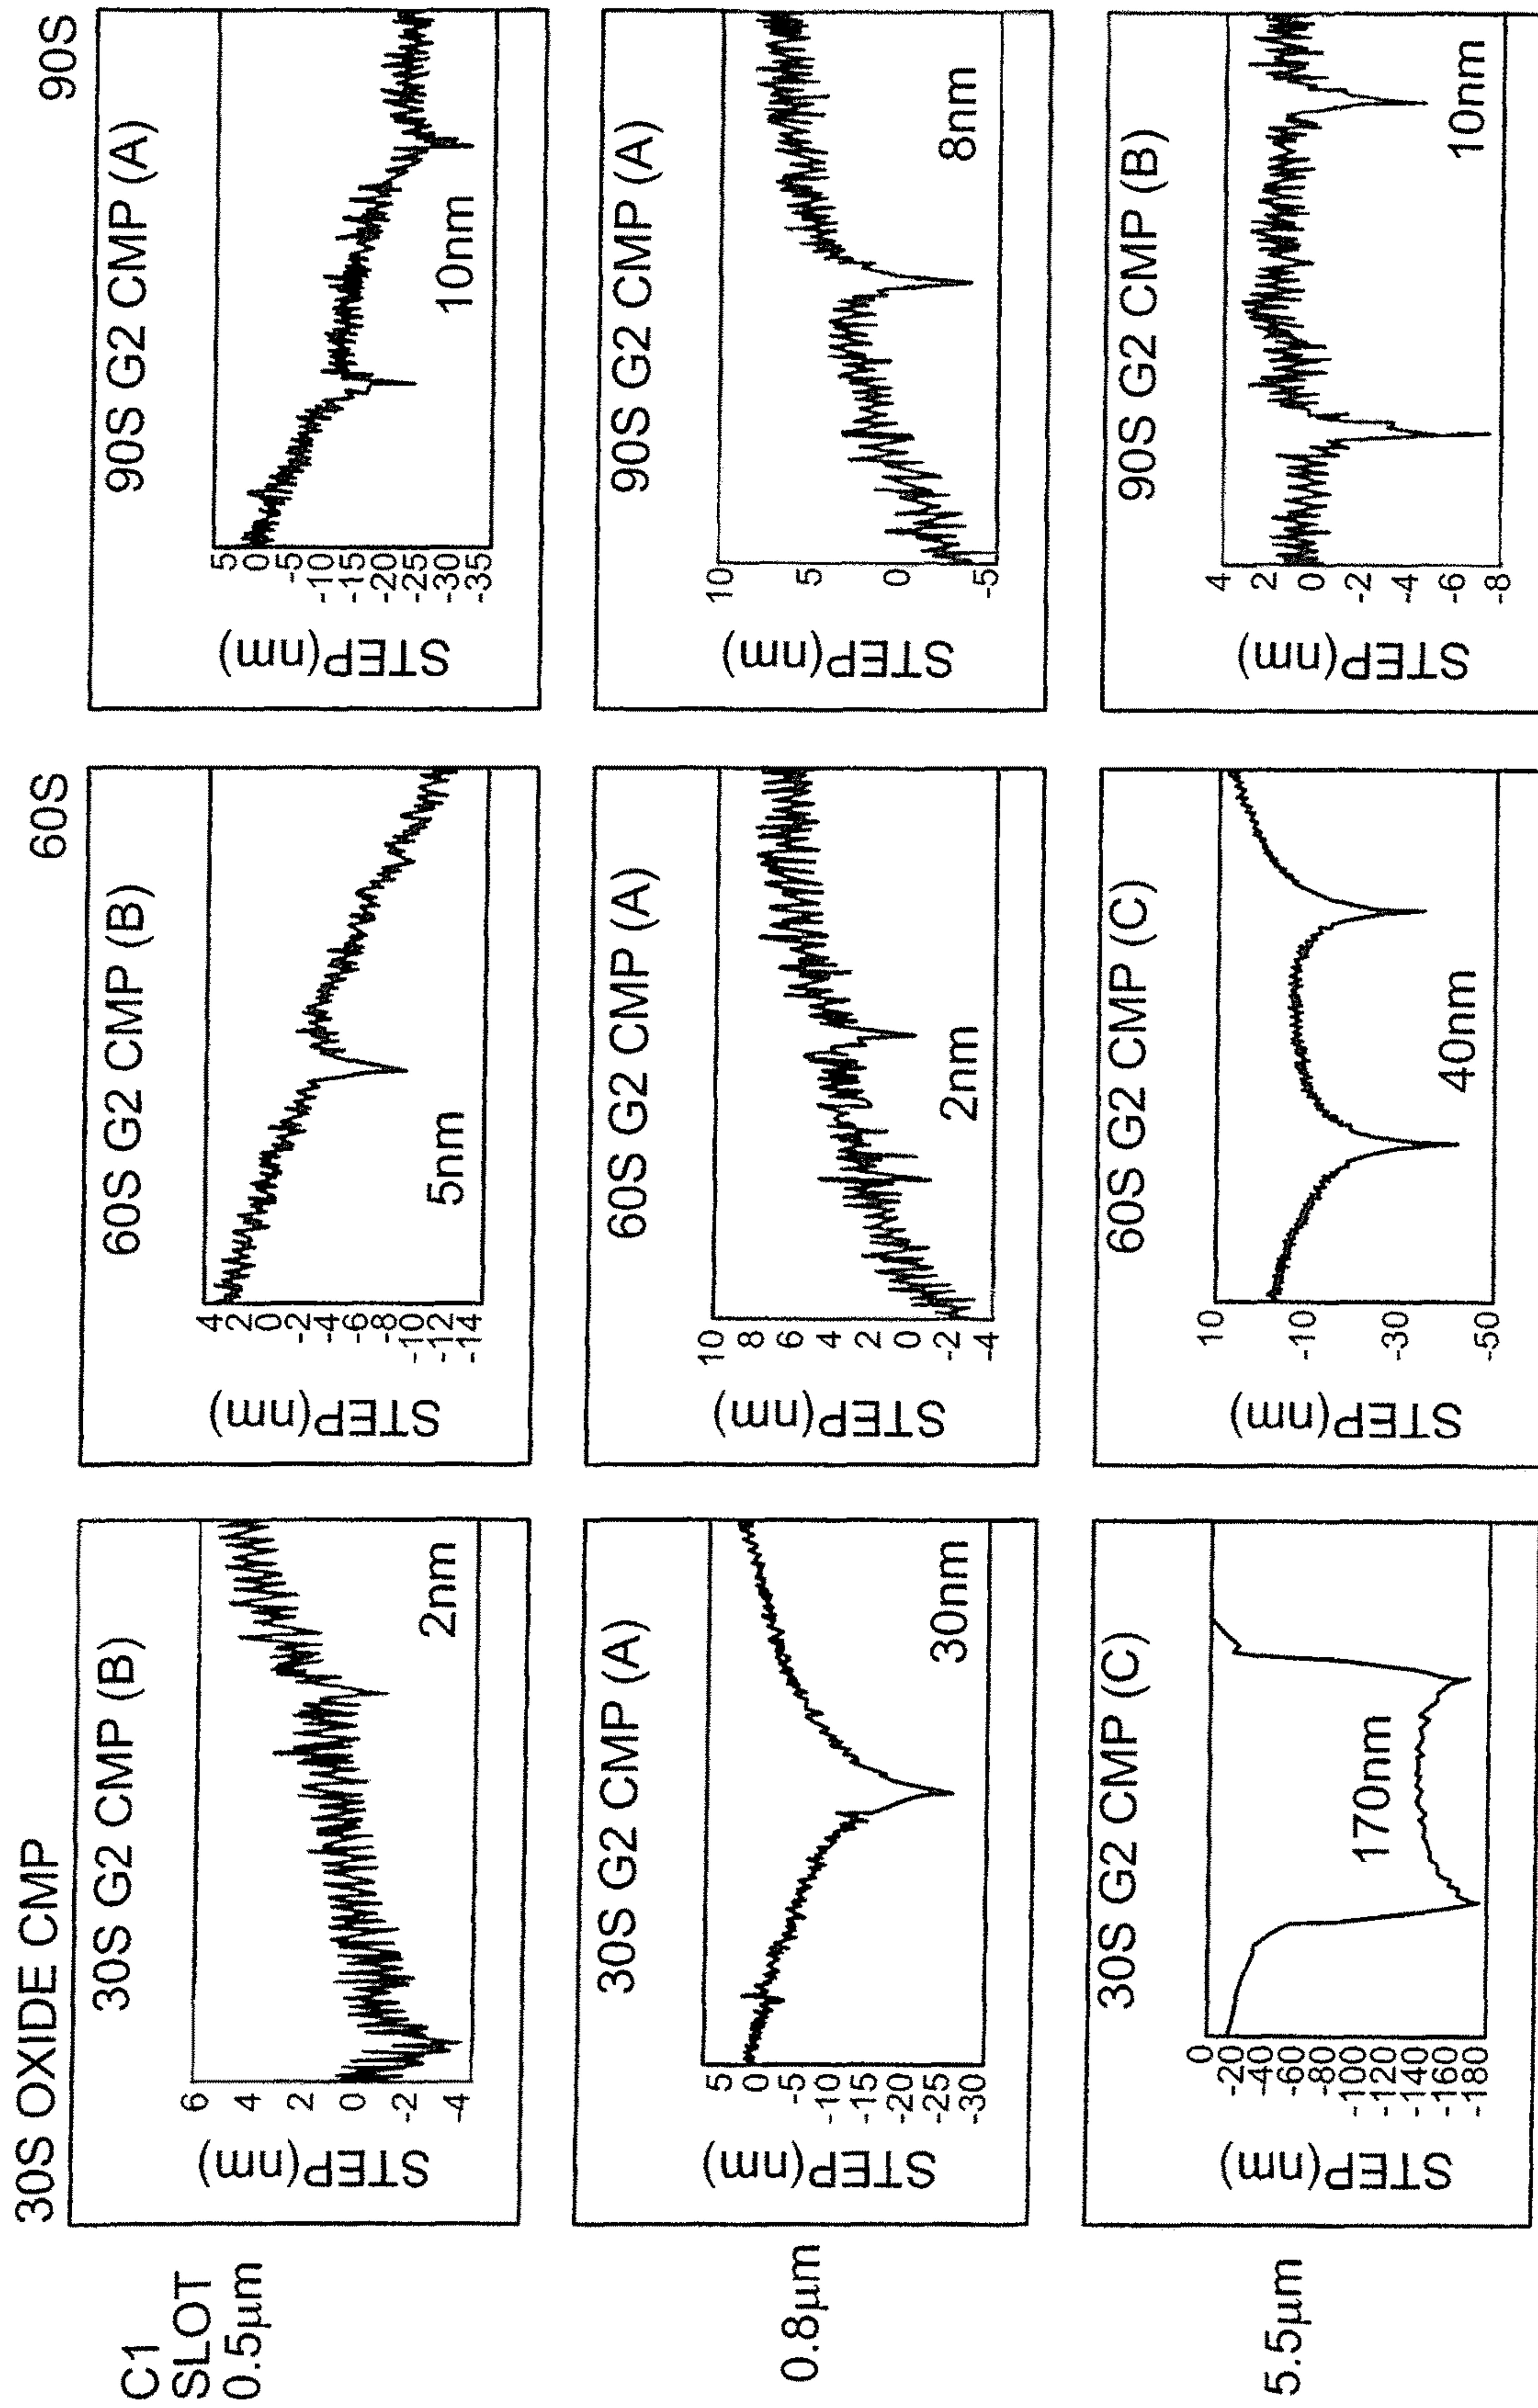 30S OXIDE CMP
60S
90S
C1
SLOT
0.5μm
30S G2 CMP (B)
STEP(nm)
6
4
2
0
-2
-4
2nm
60S G2 CMP (B)
STEP(nm)
4
2
0
-2
-4
-6
-8
-10
-12
-14
5nm
90S G2 CMP (A)
STEP(nm)
5
0
-5
-10
-15
-20
-25
-30
-35
10nm
0.8μm
30S G2 CMP (A)
STEP(nm)
5
0
-5
-10
-15
-20
-25
-30
30nm
60S G2 CMP (A)
STEP(nm)
10
8
6
4
2
0
-2
-4
2nm
90S G2 CMP (A)
STEP(nm)
10
5
0
-5
8nm
5.5μm
30S G2 CMP (C)
STEP(nm)
0
-20
-40
-60
-80
-100
-120
-140
-160
-180
170nm
60S G2 CMP (C)
STEP(nm)
10
-10
-30
-50
40nm
90S G2 CMP (B)
STEP(nm)
4
2
0
-2
-4
-6
-8
10nm